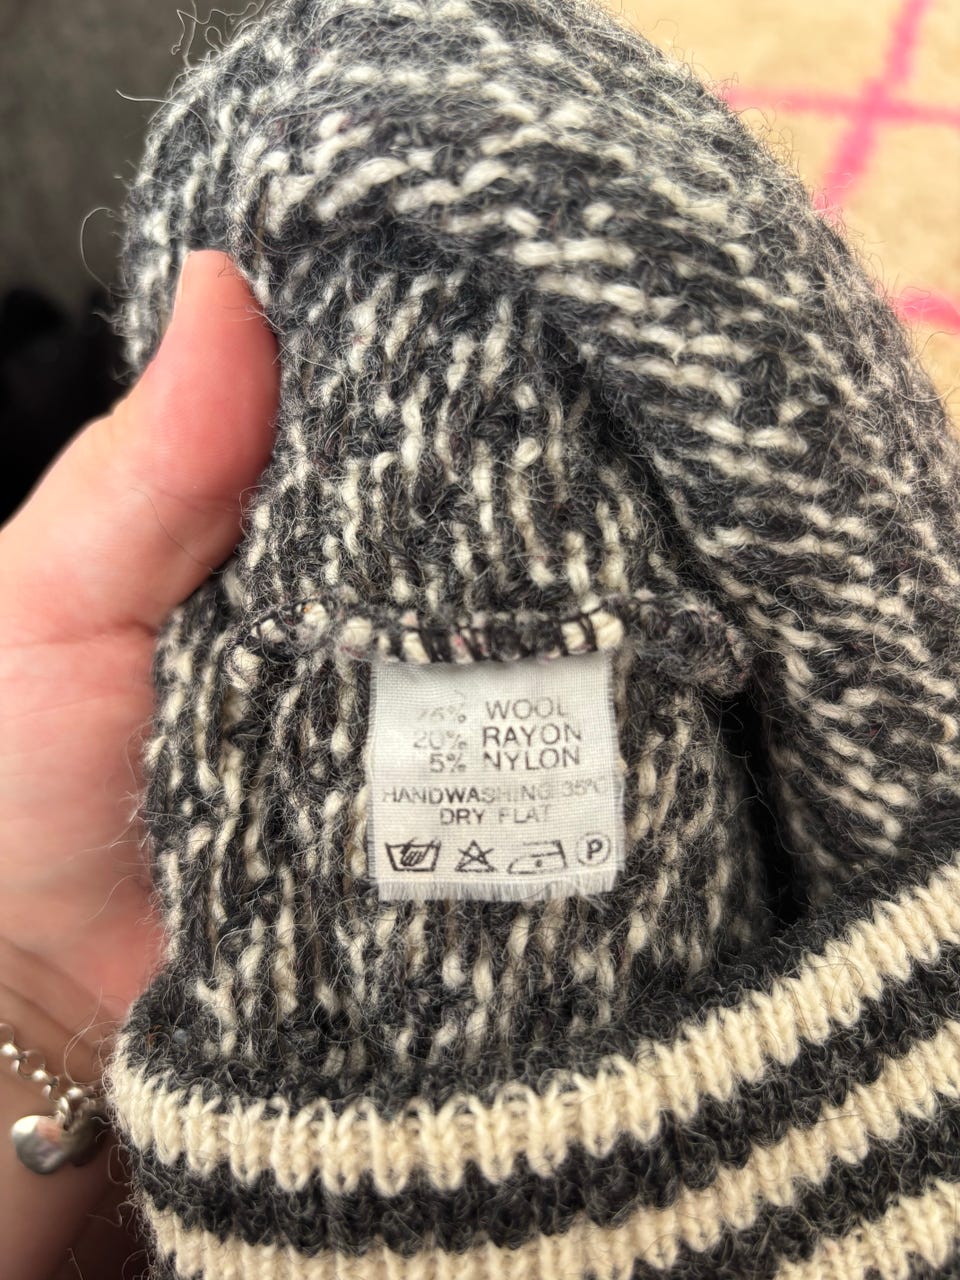 75% WOOL
20% RAYON
5% NYLON
HANDWASHING 35°C
DRY FLAT
P